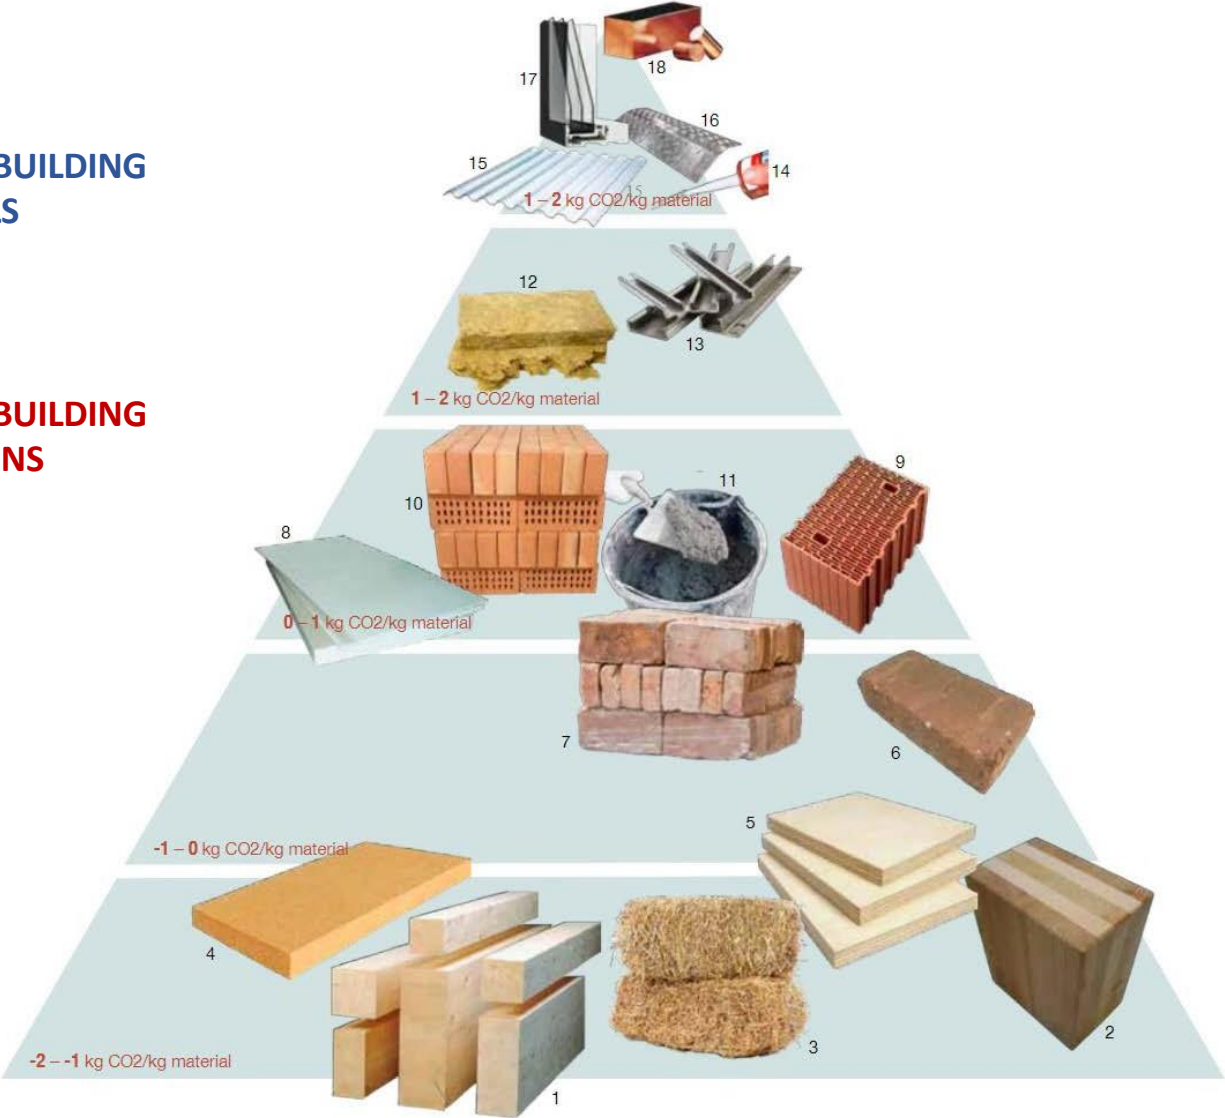 18
17
16
15
14
BUILDING
LS
15
1 – 2 kg CO2/kg material
12
13
1 – 2 kg CO2/kg material
BUILDING
NS
9
10
11
8
0 – 1 kg CO2/kg material
7
6
5
-1 – 0 kg CO2/kg material
4
2
3
-2 – -1 kg CO2/kg material
1